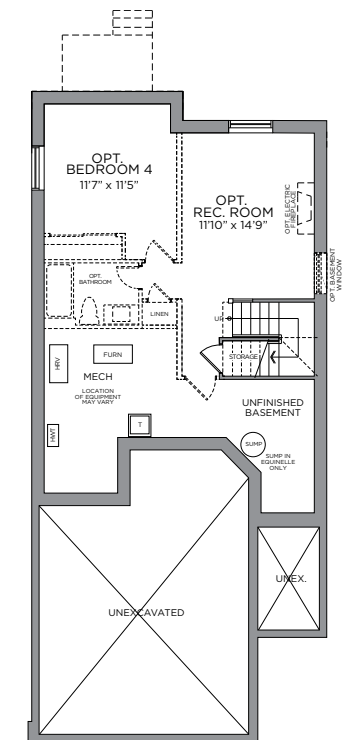 OPT.
BEDROOM 4
11'7" x 11'5"
OPT.
REC. ROOM
11'10" x 14'9"
OPT. ELECTRIC
FIREPLACE
OPT. BASEMENT
WINDOW
OPT.
BATHROOM
LINEN
UP
STORAGE
HRV
FURN
MECH
LOCATION
OF EQUIPMENT
MAY VARY
HWT
T
UNFINISHED
BASEMENT
SUMP
SUMP IN
EQUINELLE
ONLY
UNEX.
UNEXCAVATED